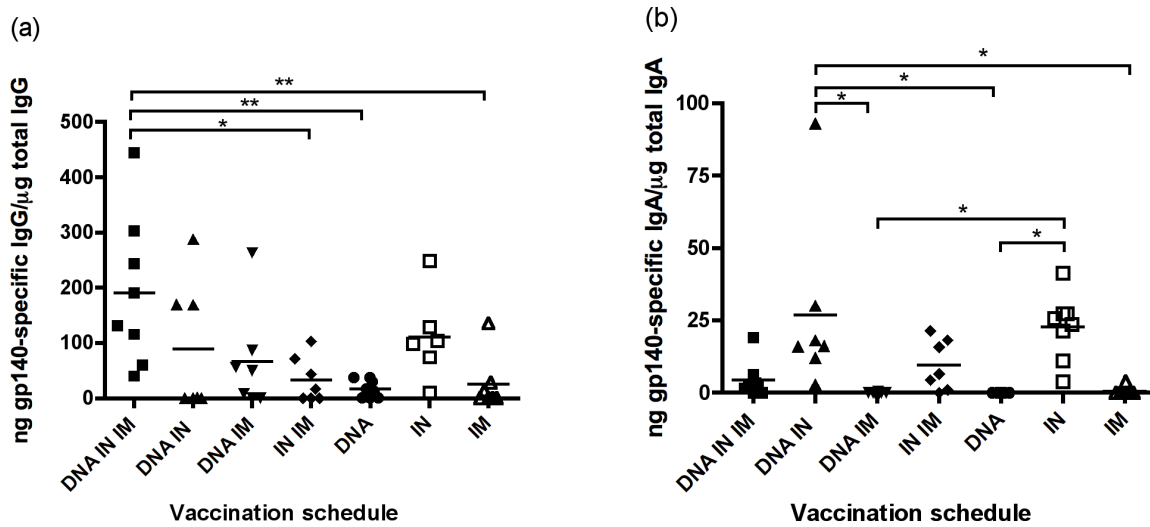 (a)
ng gp140-specific IgG/µg total IgG
500
400
300
200
100
0
**
**
*
DNA IN IM
DNA IN
DNA IM
IN IM
DNA
IN
IM
Vaccination schedule
(b)
ng gp140-specific IgA/µg total IgA
100
75
50
25
0
*
*
*
*
*
DNA IN IM
DNA IN
DNA IM
IN IM
DNA
IN
IM
Vaccination schedule